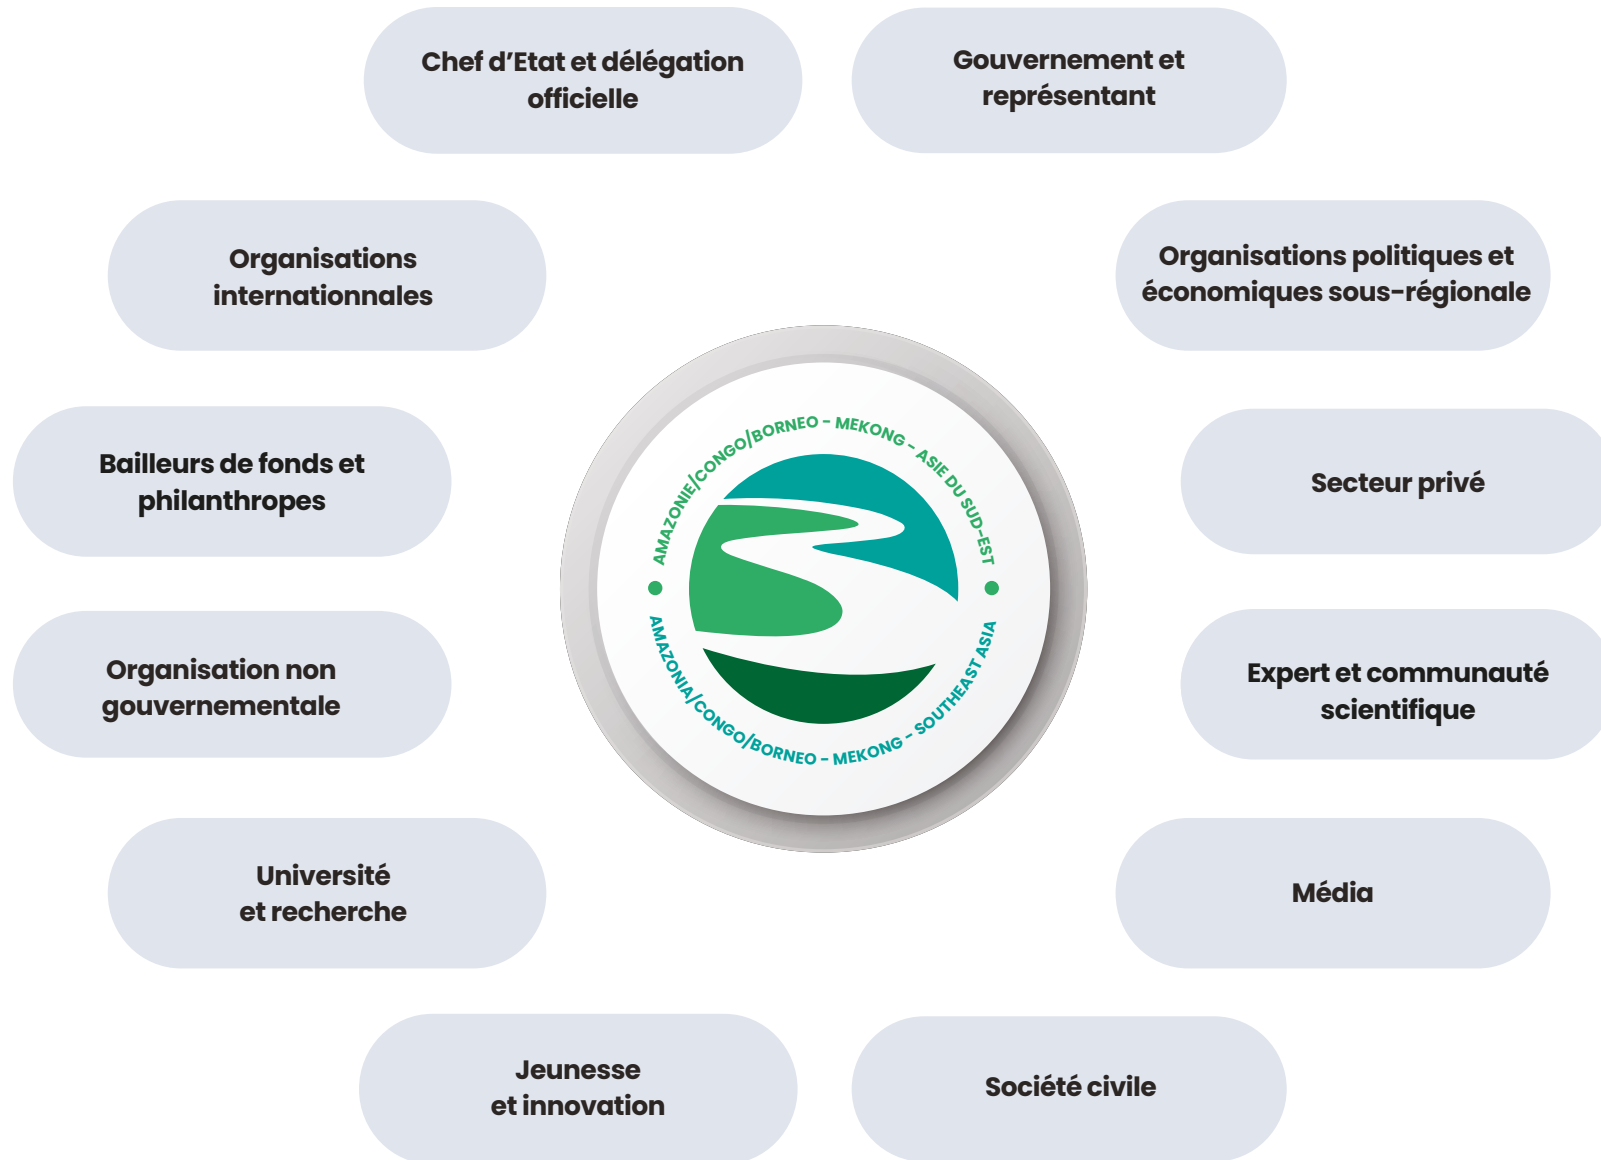 Chef d’Etat et délégation
officielle
Gouvernement et
représentant
Organisations
internationnales
Organisations politiques et
économiques sous-régionale
Bailleurs de fonds et
philanthropes
Secteur privé
AMAZONIE/CONGO/BORNEO - MEKONG - ASIE DU SUD-EST
AMAZONIA/CONGO/BORNEO - MEKONG - SOUTHEAST ASIA
Organisation non
gouvernementale
Expert et communauté
scientifique
Université
et recherche
Média
Jeunesse
et innovation
Société civile